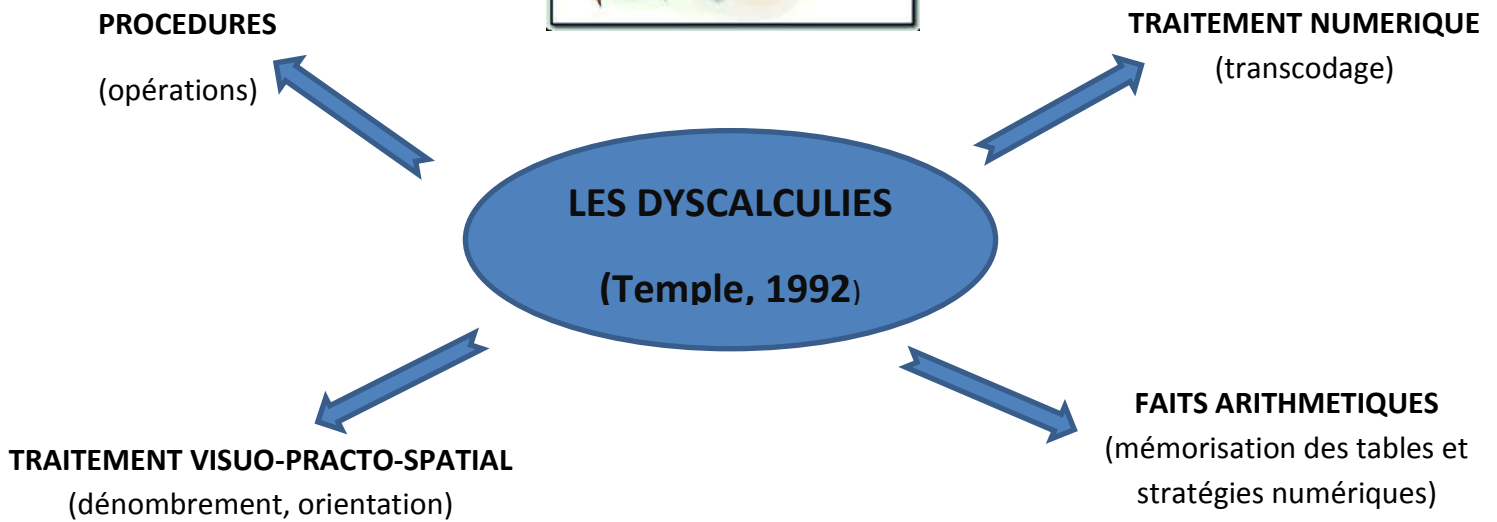 PROCEDURES
(opérations)
TRAITEMENT NUMERIQUE
(transcodage)
LES DYSCALCULIES
(Temple, 1992)
TRAITEMENT VISUO-PRACTO-SPATIAL
(dénombrement, orientation)
FAITS ARITHMETIQUES
(mémorisation des tables et
stratégies numériques)